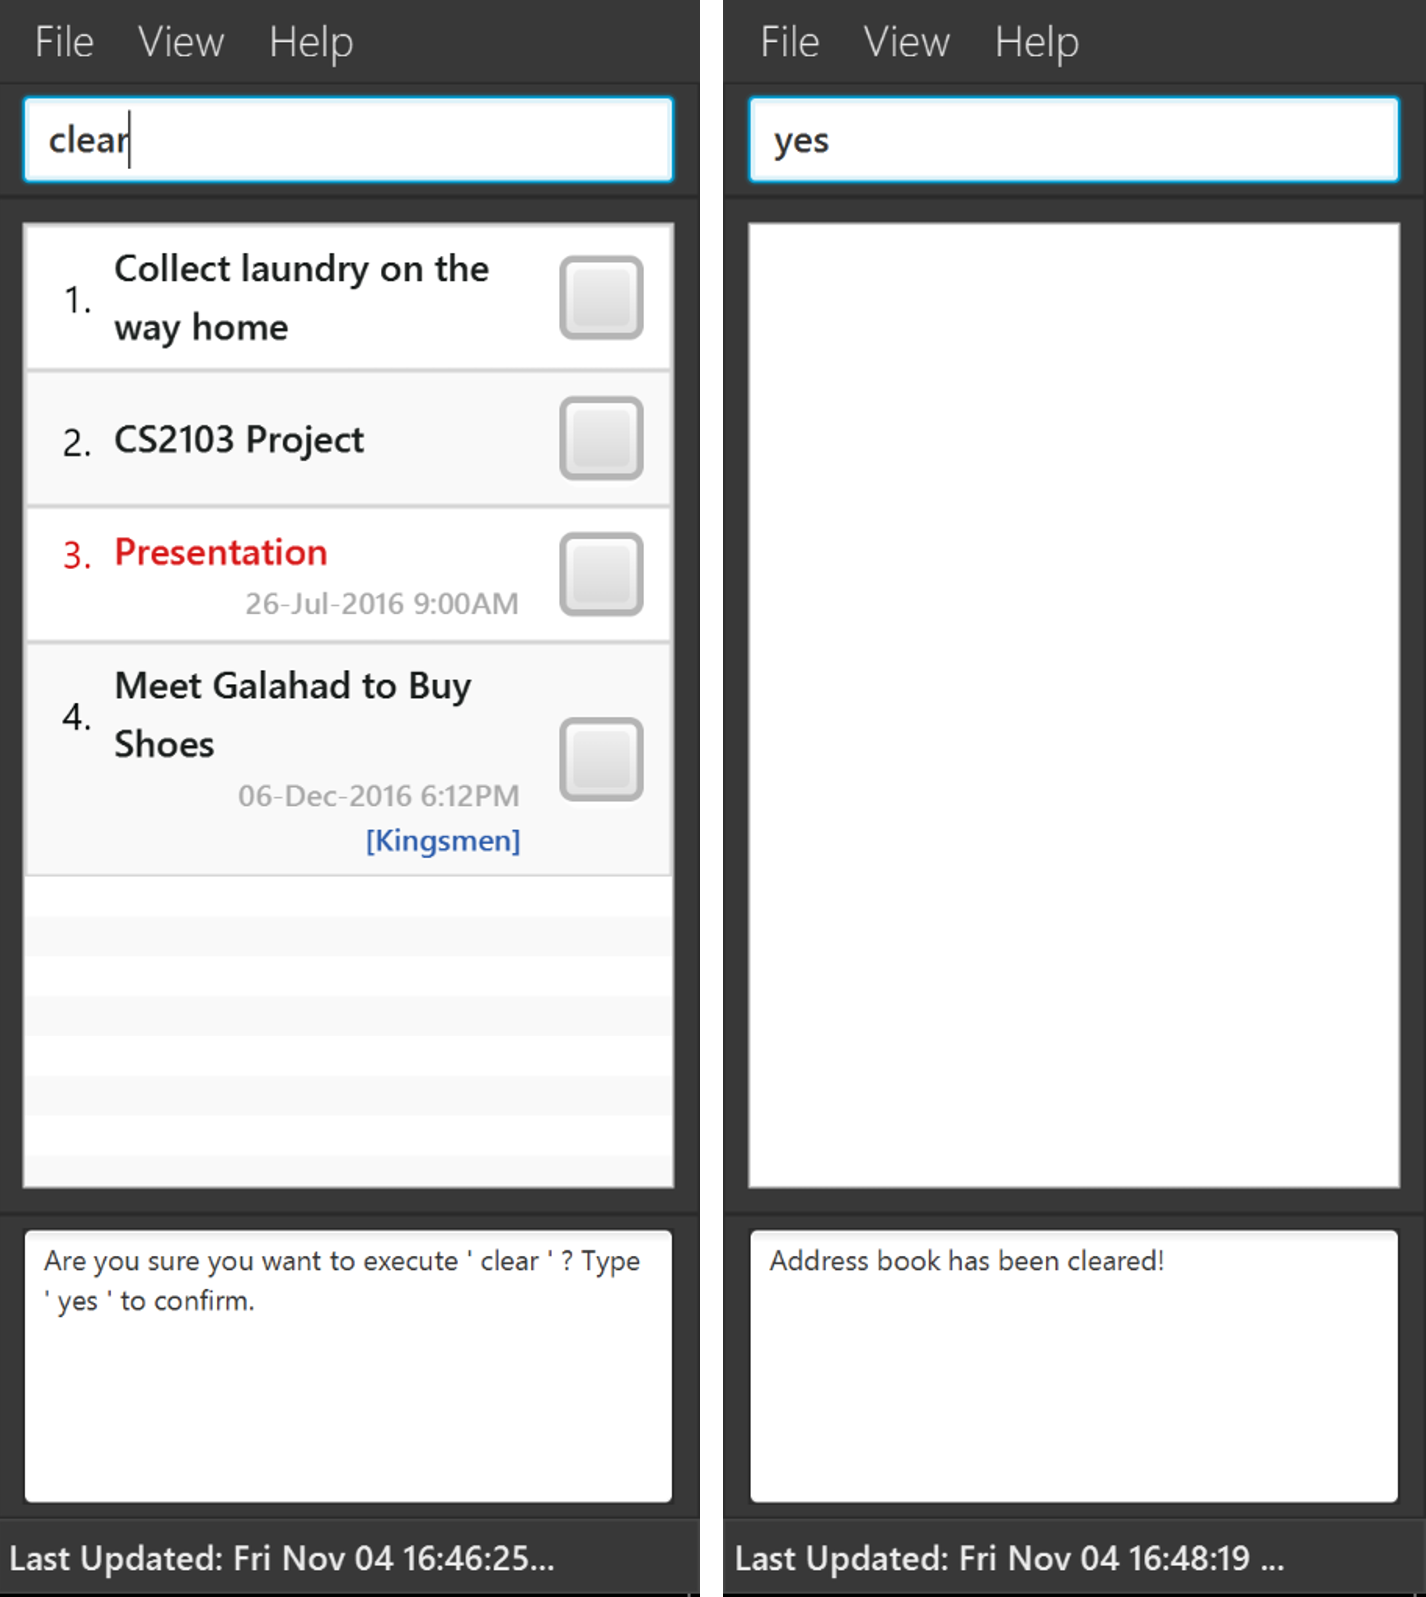 File View Help
clear
1. Collect laundry on the
way home
2. CS2103 Project
3. Presentation
26-Jul-2016 9:00AM
4. Meet Galahad to Buy
Shoes
06-Dec-2016 6:12PM
[Kingsmen]
Are you sure you want to execute ' clear ' ? Type
' yes ' to confirm.
Last Updated: Fri Nov 04 16:46:25...
File View Help
yes
Address book has been cleared!
Last Updated: Fri Nov 04 16:48:19 ...